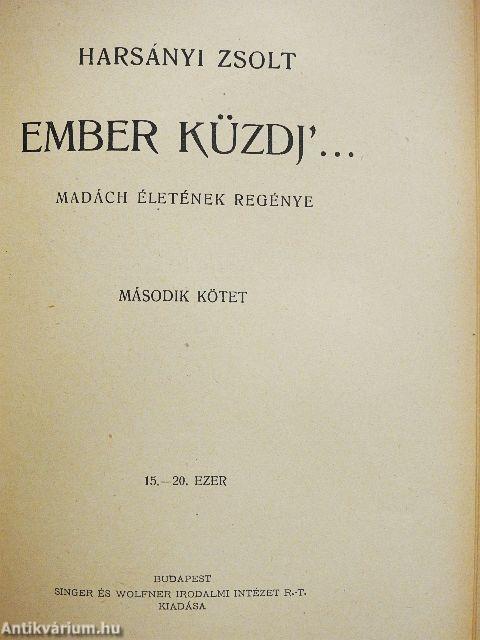 HARSÁNYI ZSOLT
EMBER KÜZDJ'...
MADÁCH ÉLETÉNEK REGÉNYE
MÁSODIK KÖTET
15.—20. EZER
BUDAPEST
SINGER ÉS WOLFNER IRODALMI INTÉZET R.-T.
KIADÁSA
Antikvárium.hu